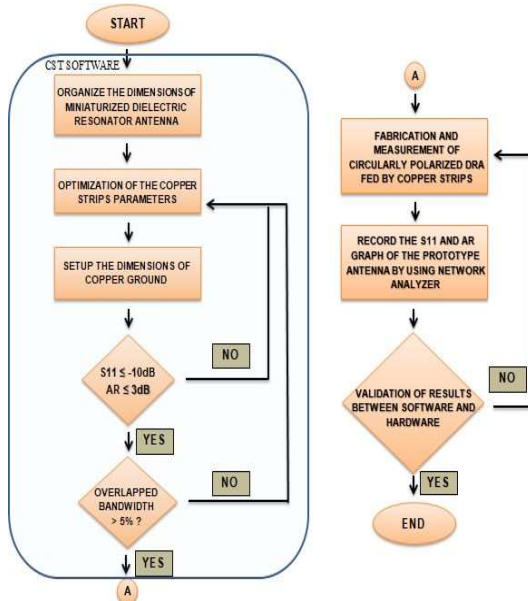 START
CST SOFTWARE
ORGANIZE THE DIMENSIONS OF
MINIATURIZED DIELECTRIC
RESONATOR ANTENNA
OPTIMIZATION OF THE COPPER
STRIPS PARAMETERS
SETUP THE DIMENSIONS OF
COPPER GROUND
S11 ≤ -10dB
AR ≤ 3dB
NO
YES
OVERLAPPED
BANDWIDTH
> 5% ?
NO
YES
A
A
FABRICATION AND
MEASUREMENT OF
CIRCULARLY POLARIZED DRA
FED BY COPPER STRIPS
RECORD THE S11 AND AR
GRAPH OF THE PROTOTYPE
ANTENNA BY USING NETWORK
ANALYZER
VALIDATION OF RESULTS
BETWEEN SOFTWARE AND
HARDWARE
NO
YES
END